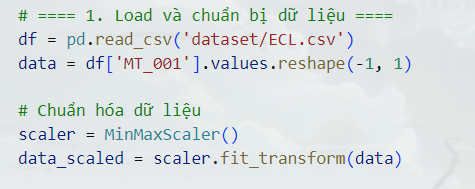 # ==== 1. Load và chuẩn bị dữ liệu ====
df = pd.read_csv('dataset/ECL.csv')
data = df['MT_001'].values.reshape(-1, 1)
# Chuẩn hóa dữ liệu
scaler = MinMaxScaler()
data_scaled = scaler.fit_transform(data)